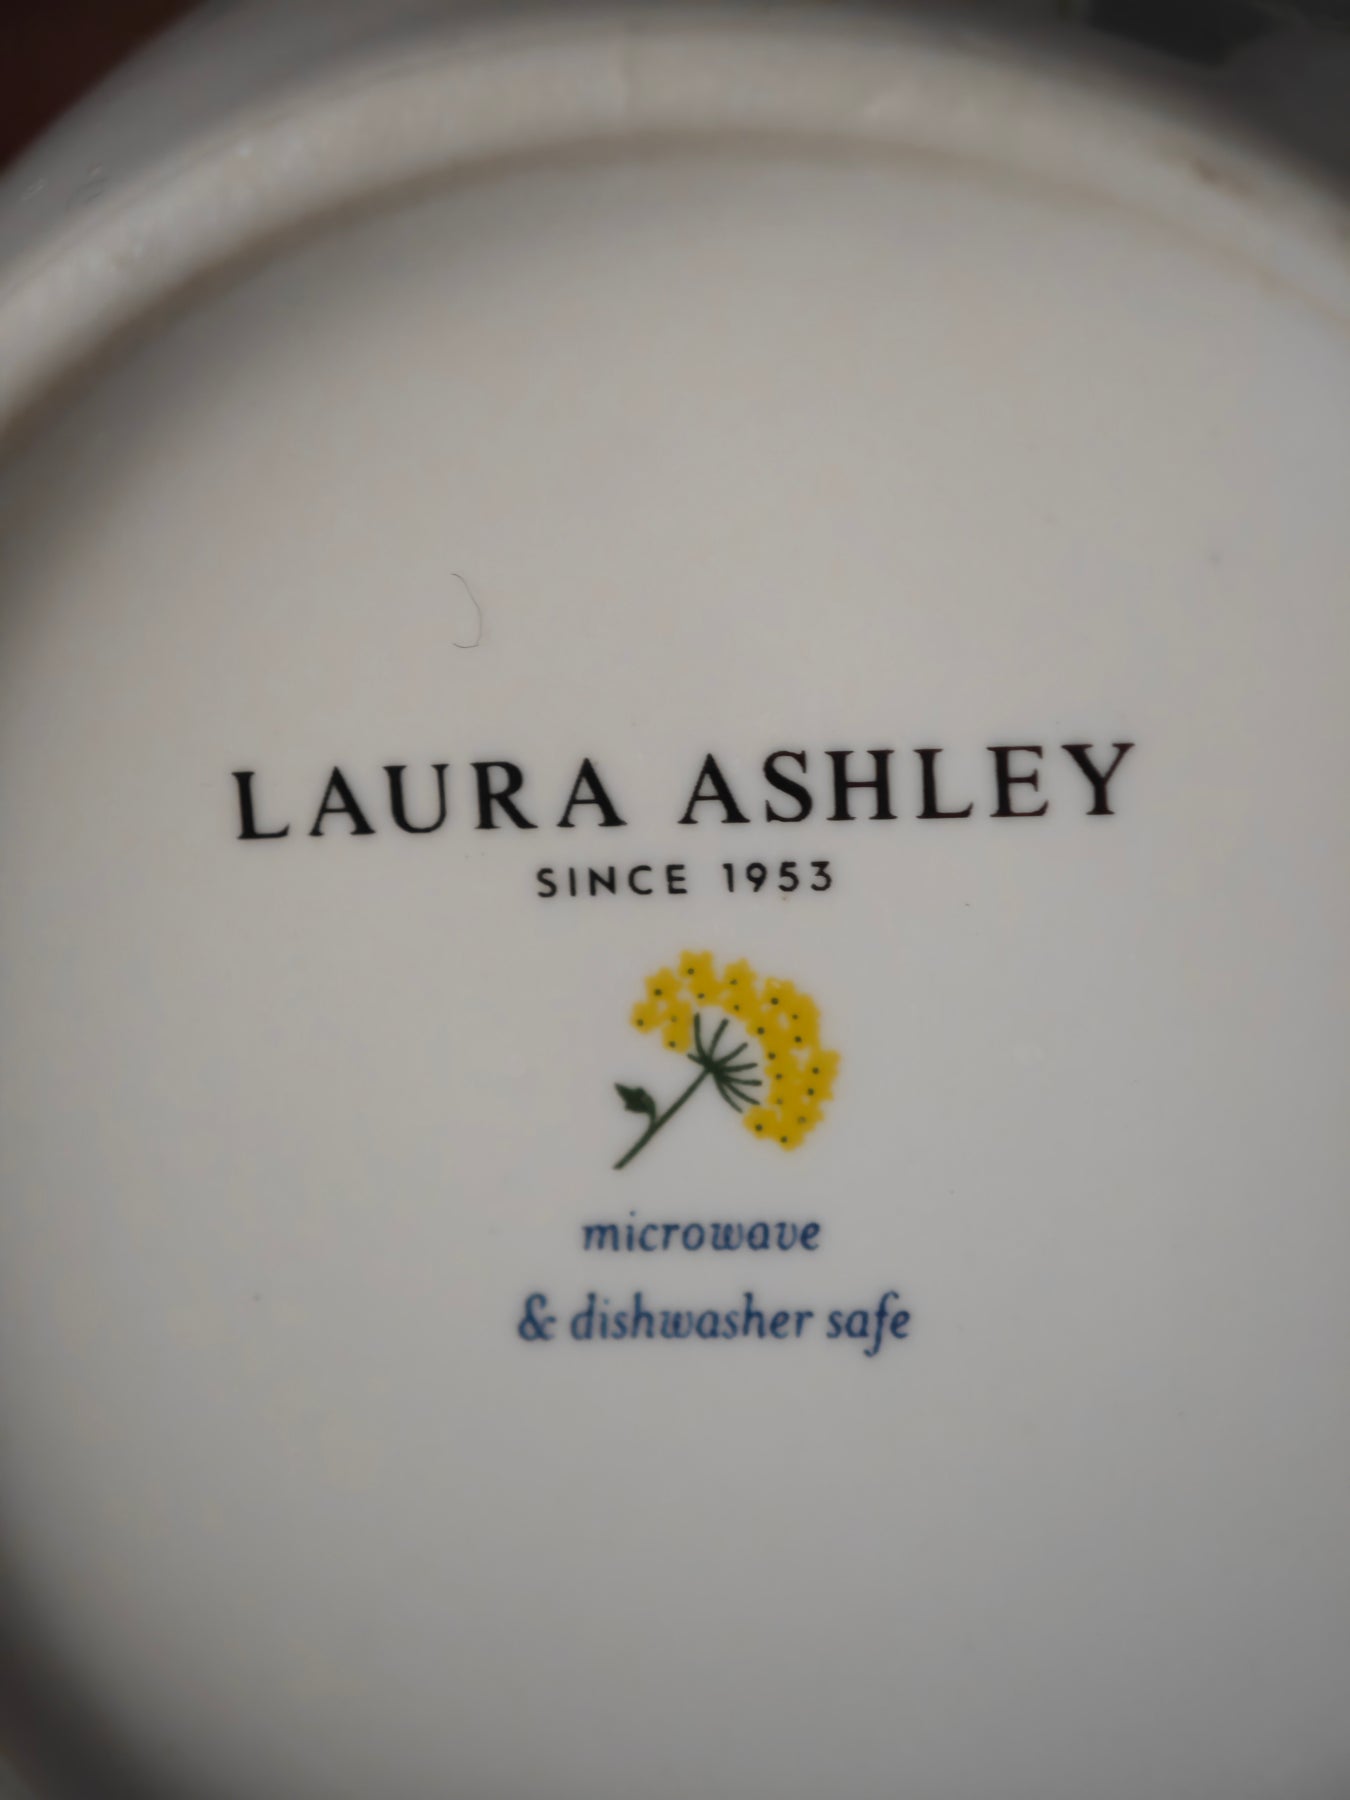 LAURA ASHLEY
SINCE 1953
microwave
& dishwasher safe